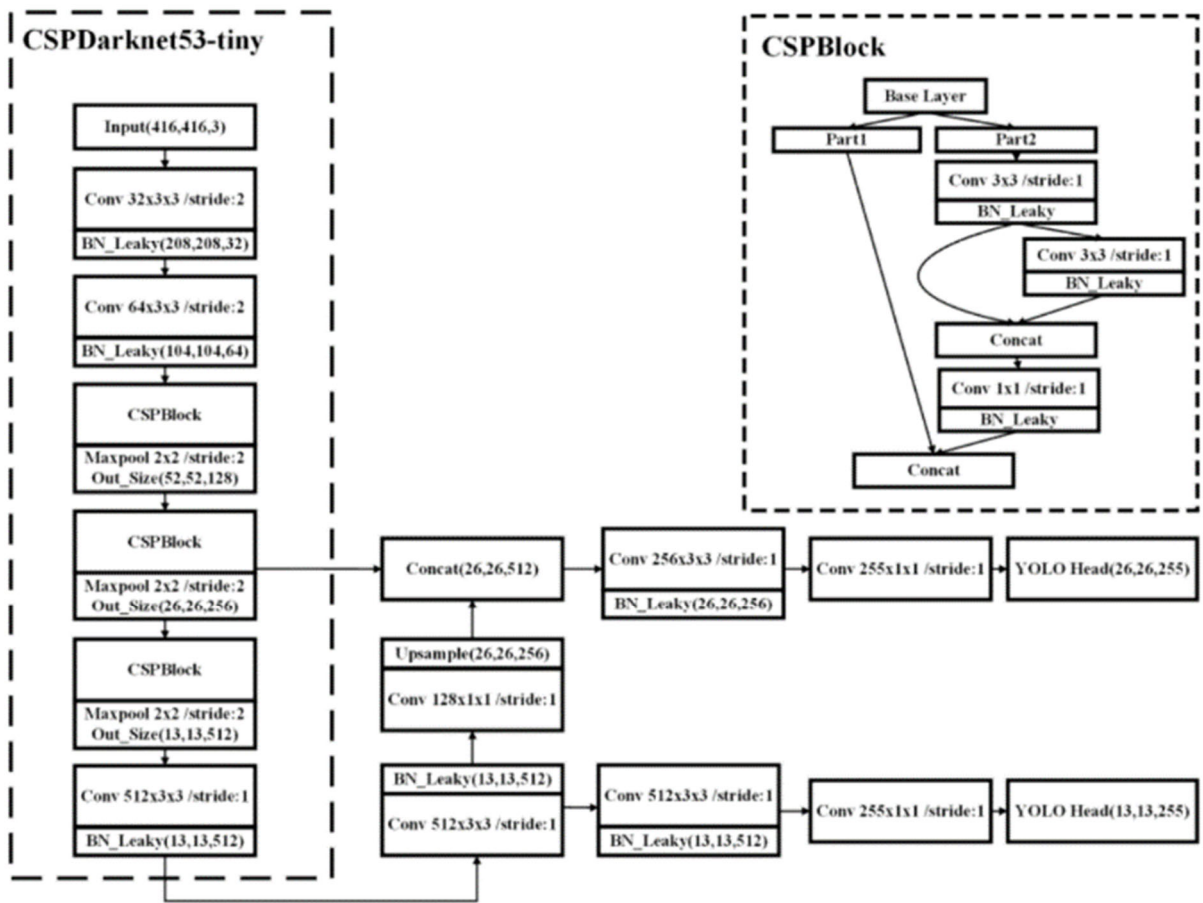 CSPDarknet53-tiny
Input(416,416,3)
Conv 32x3x3 /stride:2
BN_Leaky(208,208,32)
Conv 64x3x3 /stride:2
BN_Leaky(104,104,64)
CSPBlock
Maxpool 2x2 /stride:2
Out_Size(52,52,128)
CSPBlock
Maxpool 2x2 /stride:2
Out_Size(26,26,256)
CSPBlock
Maxpool 2x2 /stride:2
Out_Size(13,13,512)
Conv 512x3x3 /stride:1
BN_Leaky(13,13,512)
CSPBlock
Base Layer
Part1
Part2
Conv 3x3 /stride:1
BN_Leaky
Conv 3x3 /stride:1
BN_Leaky
Concat
Conv 1x1 /stride:1
BN_Leaky
Concat
Concat(26,26,512)
Conv 256x3x3 /stride:1
BN_Leaky(26,26,256)
Conv 255x1x1 /stride:1
YOLO Head(26,26,255)
Upsample(26,26,256)
Conv 128x1x1 /stride:1
BN_Leaky(13,13,512)
Conv 512x3x3 /stride:1
Conv 512x3x3 /stride:1
BN_Leaky(13,13,512)
Conv 255x1x1 /stride:1
YOLO Head(13,13,255)